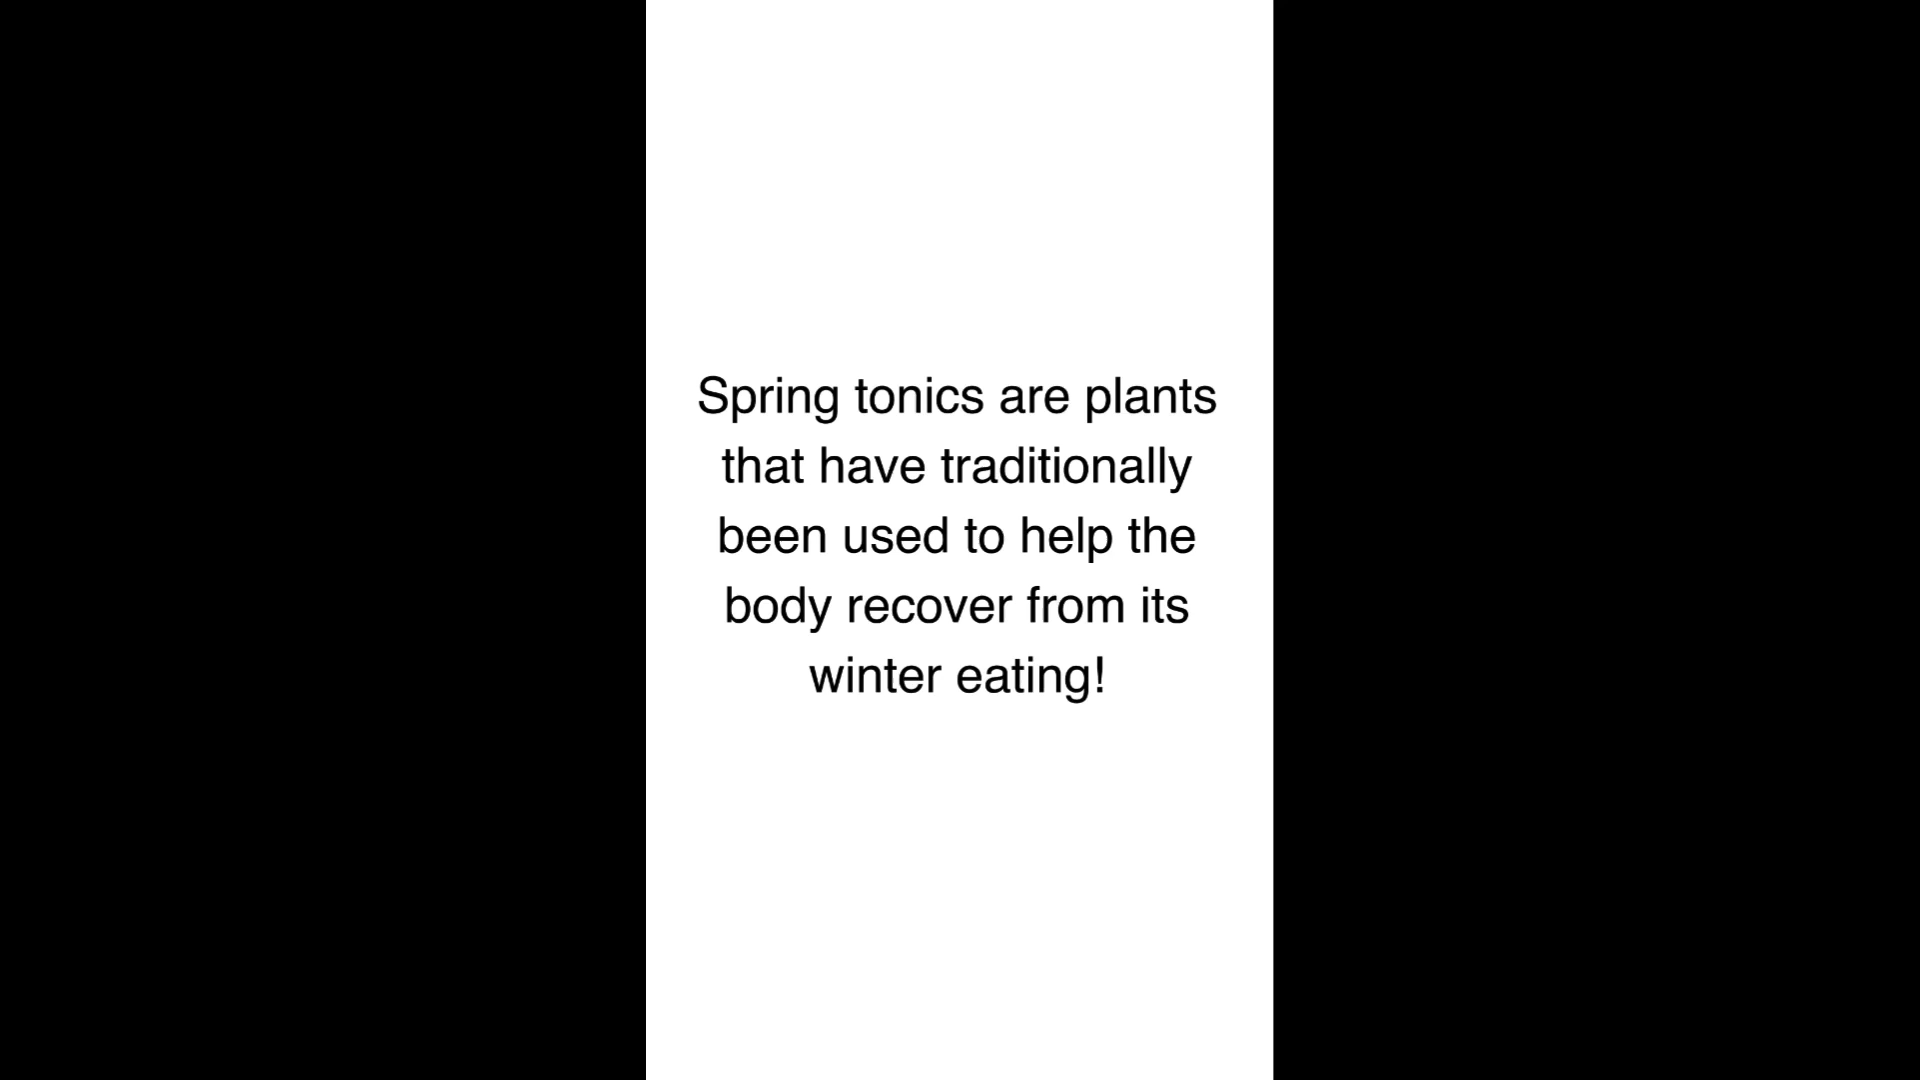 Spring tonics are plants
that have traditionally
been used to help the
body recover from its
winter eating!